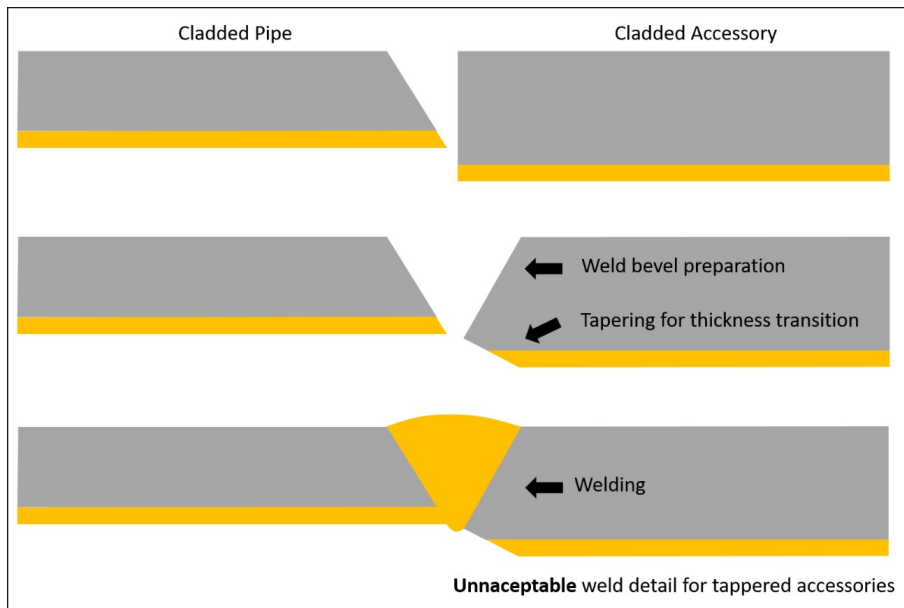 Cladded Pipe
Cladded Accessory
Weld bevel preparation
Tapering for thickness transition
Welding
Unnaceptable weld detail for tappered accessories